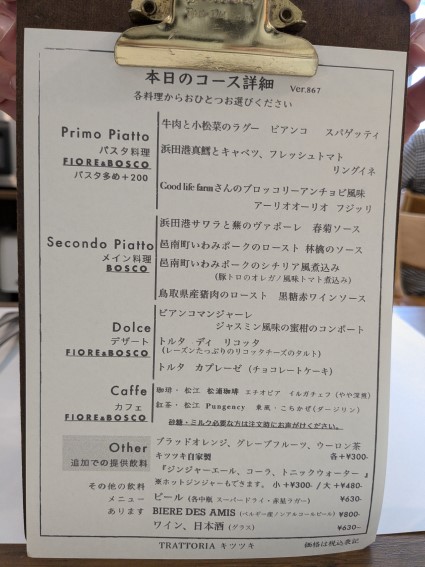 本日のコース詳細 Ver.867
各料理からおひとつお選びください
Primo Piatto
パスタ料理
FIORE&BOSCO
パスタ多め+200
牛肉と小松菜のラグー ビアンコ スパゲッティ
浜田港真鱈とキャベツ、フレッシュトマト
リングイネ
Good life farmさんのブロッコリーアンチョビ風味
アーリオオーリオ フジッリ
Secondo Piatto
メイン料理
BOSCO
浜田港サワラと蕪のヴァポーレ 春菊ソース
邑南町いわみポークのロースト 林檎のソース
邑南町いわみポークのシチリア風煮込み
(豚トロのオレガノ風味トマト煮込み)
鳥取県産猪肉のロースト 黒糖赤ワインソース
Dolce
デザート
FIORE&BOSCO
ビアンコマンジャーレ
ジャスミン風味の蜜柑のコンポート
トルタ ディ リコッタ
(レーズンたっぷりのリコッタチーズのタルト)
トルタ カプレーゼ (チョコレートケーキ)
Caffe
カフェ
FIORE&BOSCO
珈琲・ 松江 松浦珈琲 エチオピア イルガチェフ (やや深煎)
紅茶・ 松江 Pungency 東風・こちかぜ(ダージリン)
砂糖・ミルク必要な方は注文時にお声がけください。
Other
追加での提供飲料
その他の飲料
メニュー
あります
ブラッドオレンジ、グレープフルーツ、ウーロン茶
キツツキ自家製 各+¥300-
『ジンジャーエール、コーラ、トニックウォーター 』
※ホットジンジャーもできます。 小+¥300- / 大+¥480-
ビール (各中瓶 スーパードライ・赤星ラガー) ¥630-
BIERE DES AMIS (ベルギー産ノンアルコールビール) ¥800-
ワイン、日本酒 (グラス) ¥630~
TRATTORIA キツツキ 価格は税込表記